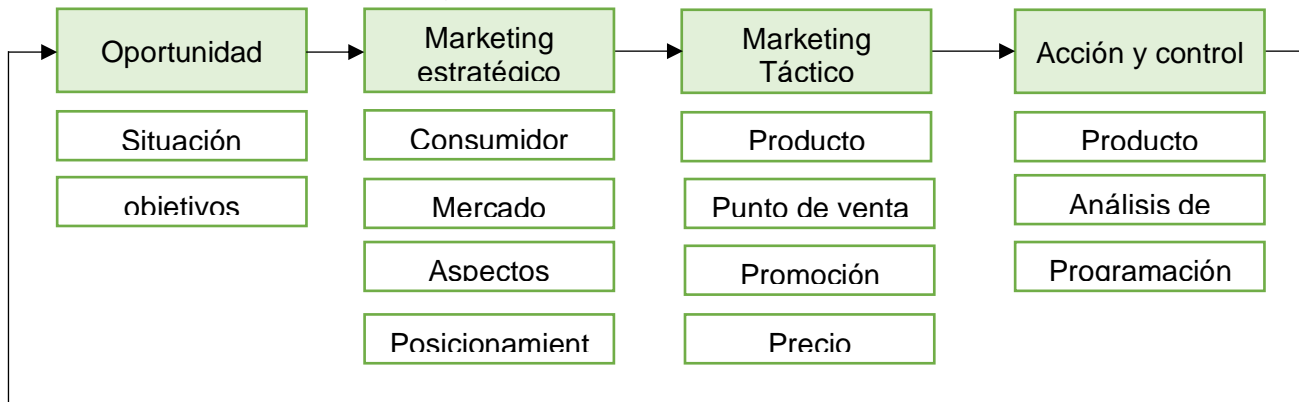 Oportunidad
Situación
objetivos
Marketing
estratégico
Consumidor
Mercado
Aspectos
Posicionamient
Marketing
Táctico
Producto
Punto de venta
Promoción
Precio
Acción y control
Producto
Análisis de
Programación